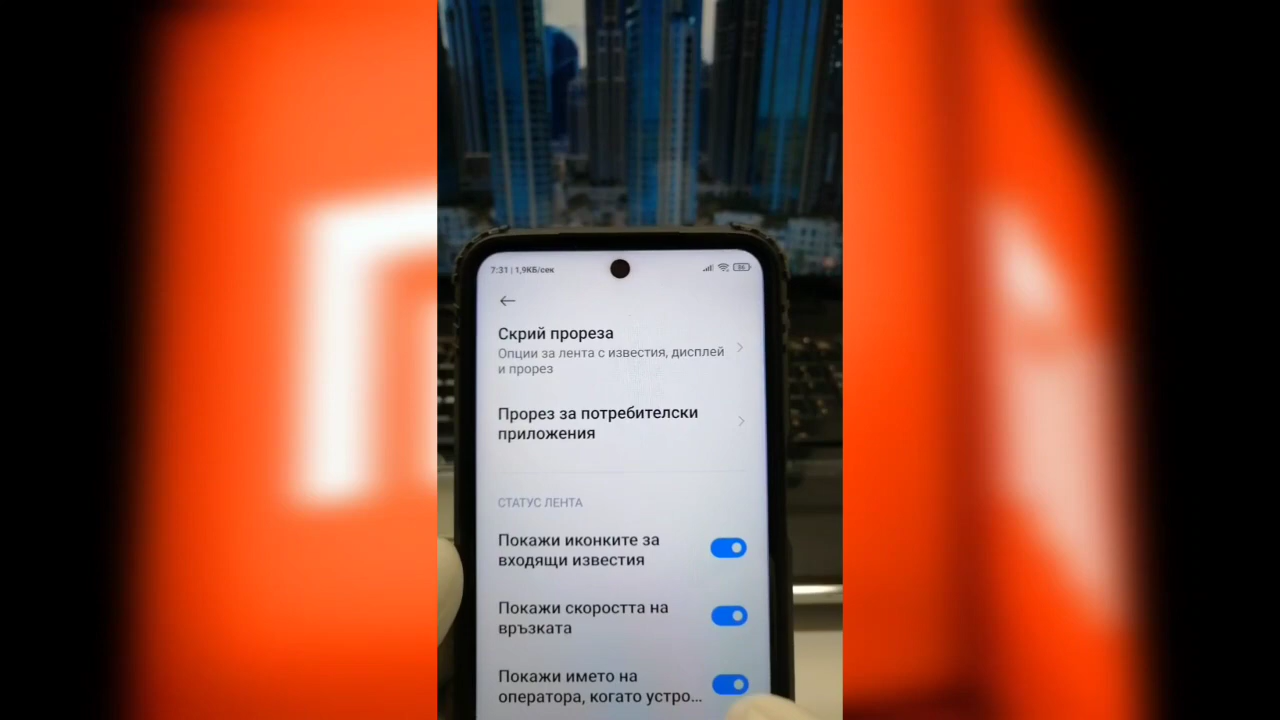 7:31 | 1,9КБ/сек
Скрий прореза
Опции за лента с известия, дисплей
и прорез
Прорез за потребителски
приложения
СТАТУС ЛЕНТА
Покажи иконките за
входящи известия
Покажи скоростта на
връзката
Покажи името на
оператора, когато устро...